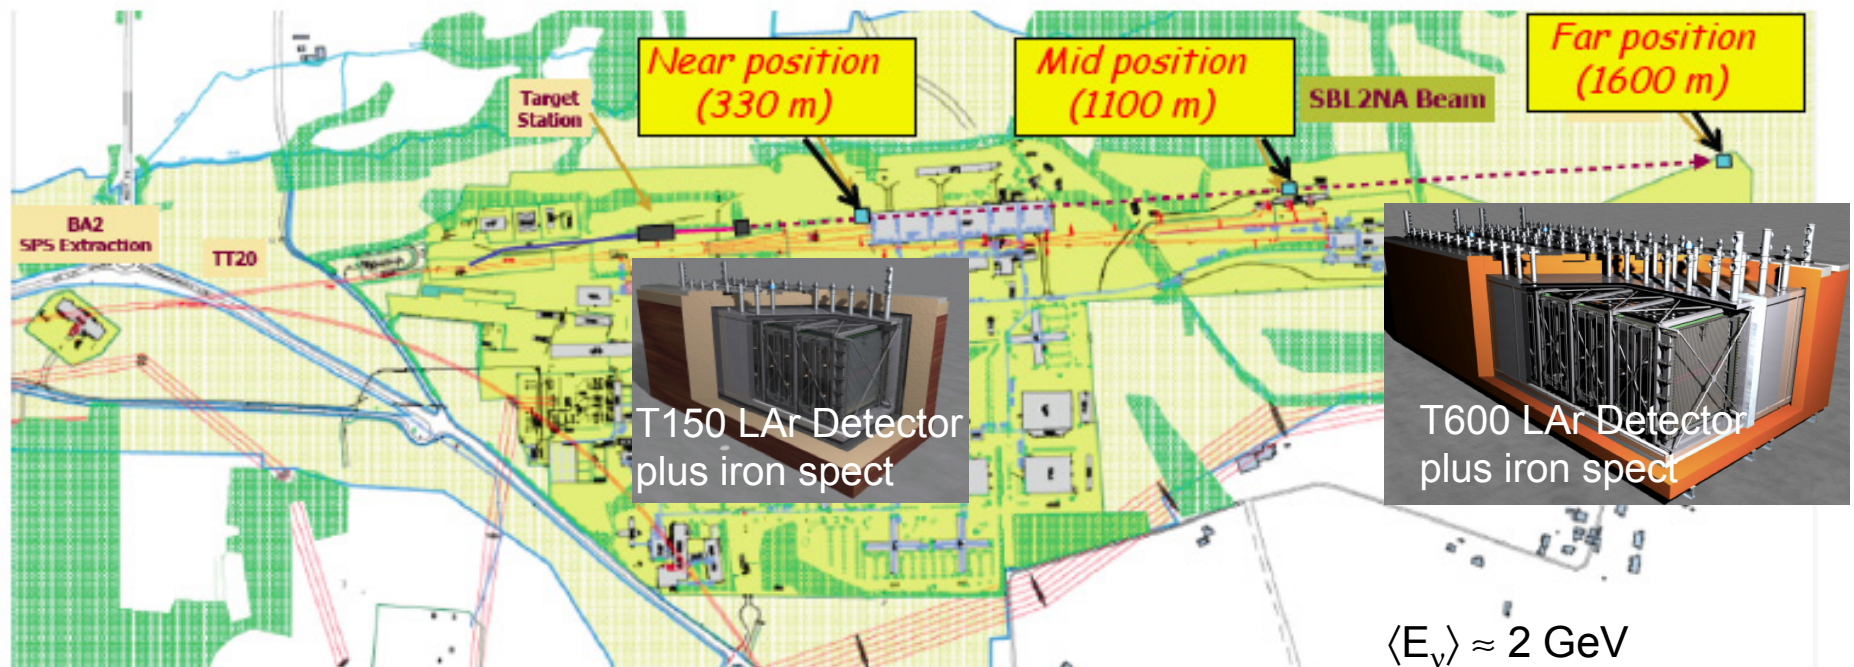 Near position
(330 m)
Mid position
(1100 m)
Far position
(1600 m)
Target
Station
SBL2NA Beam
BA2
SPS Extraction
TT20
T150 LAr Detector
plus iron spect
T600 LAr Detector
plus iron spect
⟨Eν⟩ ≈ 2 GeV